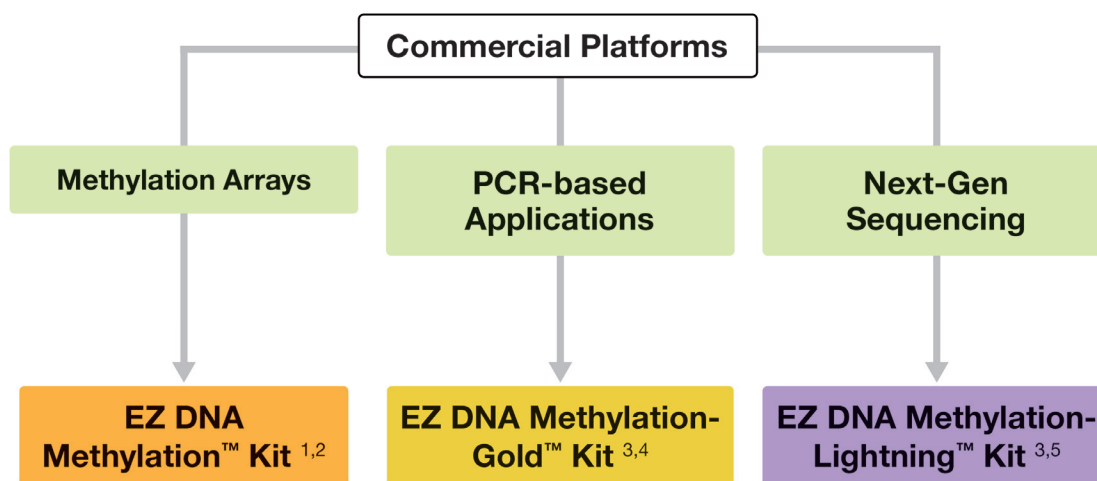 Commercial Platforms
Methylation Arrays
PCR-based
Applications
Next-Gen
Sequencing
EZ DNA
Methylation™ Kit 1,2
EZ DNA Methylation-
Gold™ Kit 3,4
EZ DNA Methylation-
Lightning™ Kit 3,5